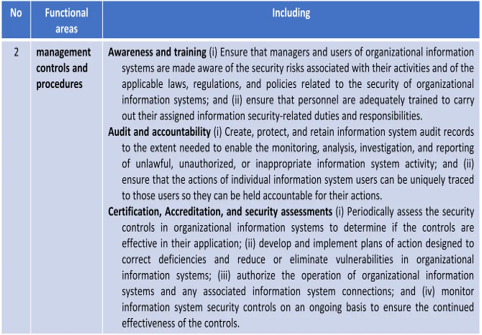 No Functional areas Including
2 management controls and procedures
Awareness and training (i) Ensure that managers and users of organizational information
systems are made aware of the security risks associated with their activities and of the
applicable laws, regulations, and policies related to the security of organizational
information systems; and (ii) ensure that personnel are adequately trained to carry
out their assigned information security-related duties and responsibilities.
Audit and accountability (i) Create, protect, and retain information system audit records
to the extent needed to enable the monitoring, analysis, investigation, and reporting
of unlawful, unauthorized, or inappropriate information system activity; and (ii)
ensure that the actions of individual information system users can be uniquely traced
to those users so they can be held accountable for their actions.
Certification, Accreditation, and security assessments (i) Periodically assess the security
controls in organizational information systems to determine if the controls are
effective in their application; (ii) develop and implement plans of action designed to
correct deficiencies and reduce or eliminate vulnerabilities in organizational
information systems; (iii) authorize the operation of organizational information
systems and any associated information system connections; and (iv) monitor
information system security controls on an ongoing basis to ensure the continued
effectiveness of the controls.